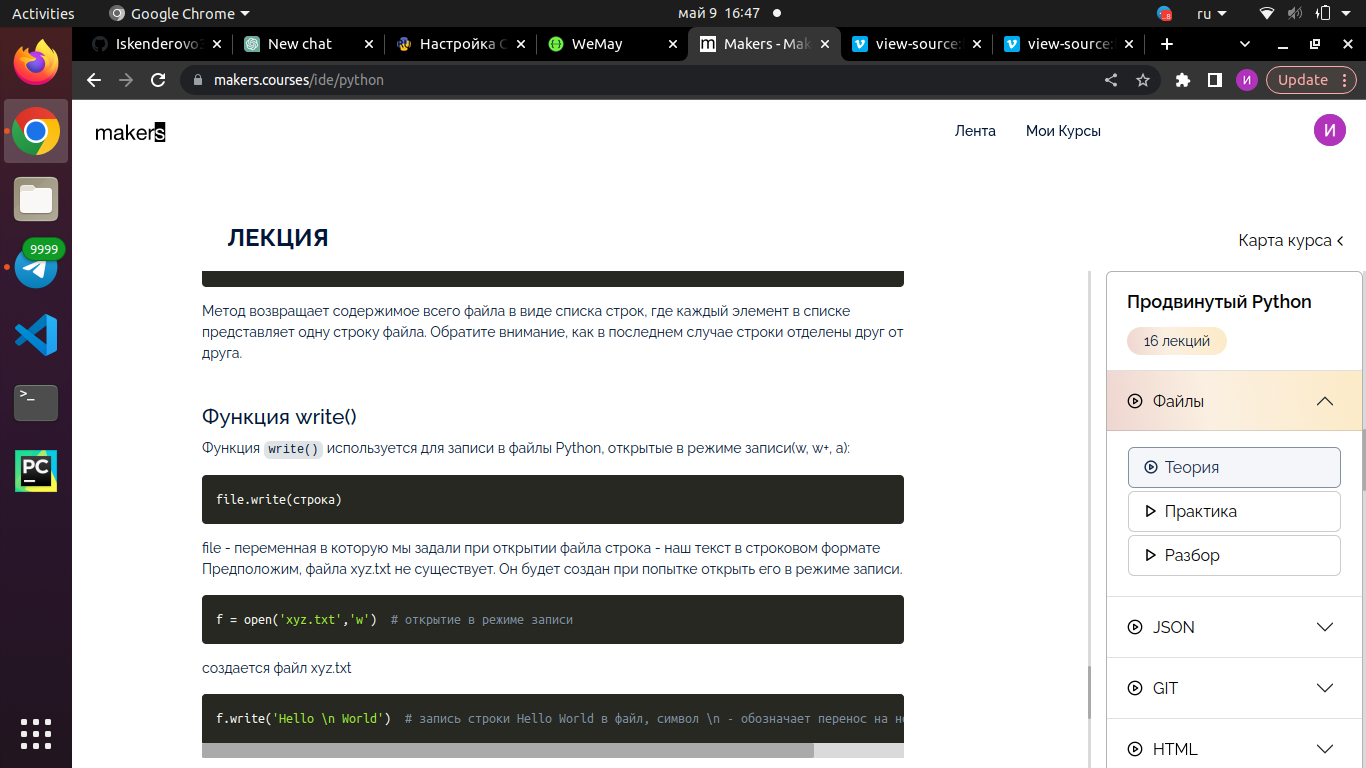 Activities
Google Chrome
май 9 16:47
ru
Iskenderovo
New chat
Настройка С
WeMay
Makers - Mak
view-source:
view-source:
makers.courses/ide/python
И
Update
makers
Лента
Мои Курсы
И
ЛЕКЦИЯ
Карта курса
9999
Метод возвращает содержимое всего файла в виде списка строк, где каждый элемент в списке
представляет одну строку файла. Обратите внимание, как в последнем случае строки отделены друг от
друга.
Функция write()
Функция write() используется для записи в файлы Python, открытые в режиме записи(w, w+, a):
file.write(строка)
file - переменная в которую мы задали при открытии файла строка - наш текст в строковом формате
Предположим, файла xyz.txt не существует. Он будет создан при попытке открыть его в режиме записи.
f = open('xyz.txt','w') # открытие в режиме записи
создается файл xyz.txt
f.write('Hello \n World') # запись строки Hello World в файл, символ \n - обозначает перенос на но
Продвинутый Python
16 лекций
Файлы
Теория
Практика
Разбор
JSON
GIT
HTML
>_
PC